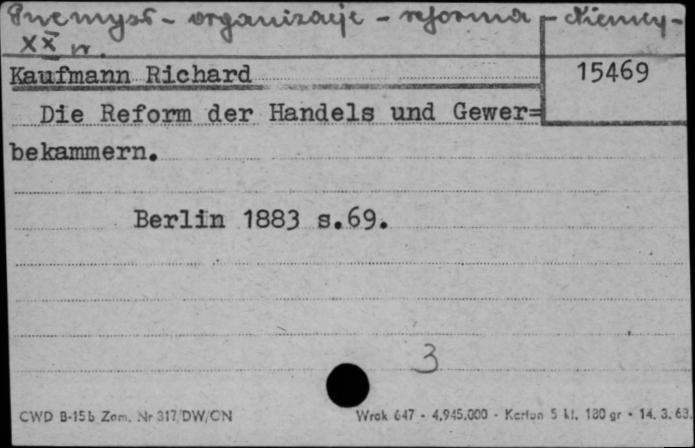 Przemysł - organizacje - reforma - Niemcy -
XX w.
Kaufmann Richard
15469
Die Reform der Handels und Gewer=
bekammern.
Berlin 1883 s.69.
3
CWD B-15b Zam. Nr 317/DW/CN
Wrak 647 - 4.945.000 - Karton 5 kl. 180 gr - 14. 3. 63.